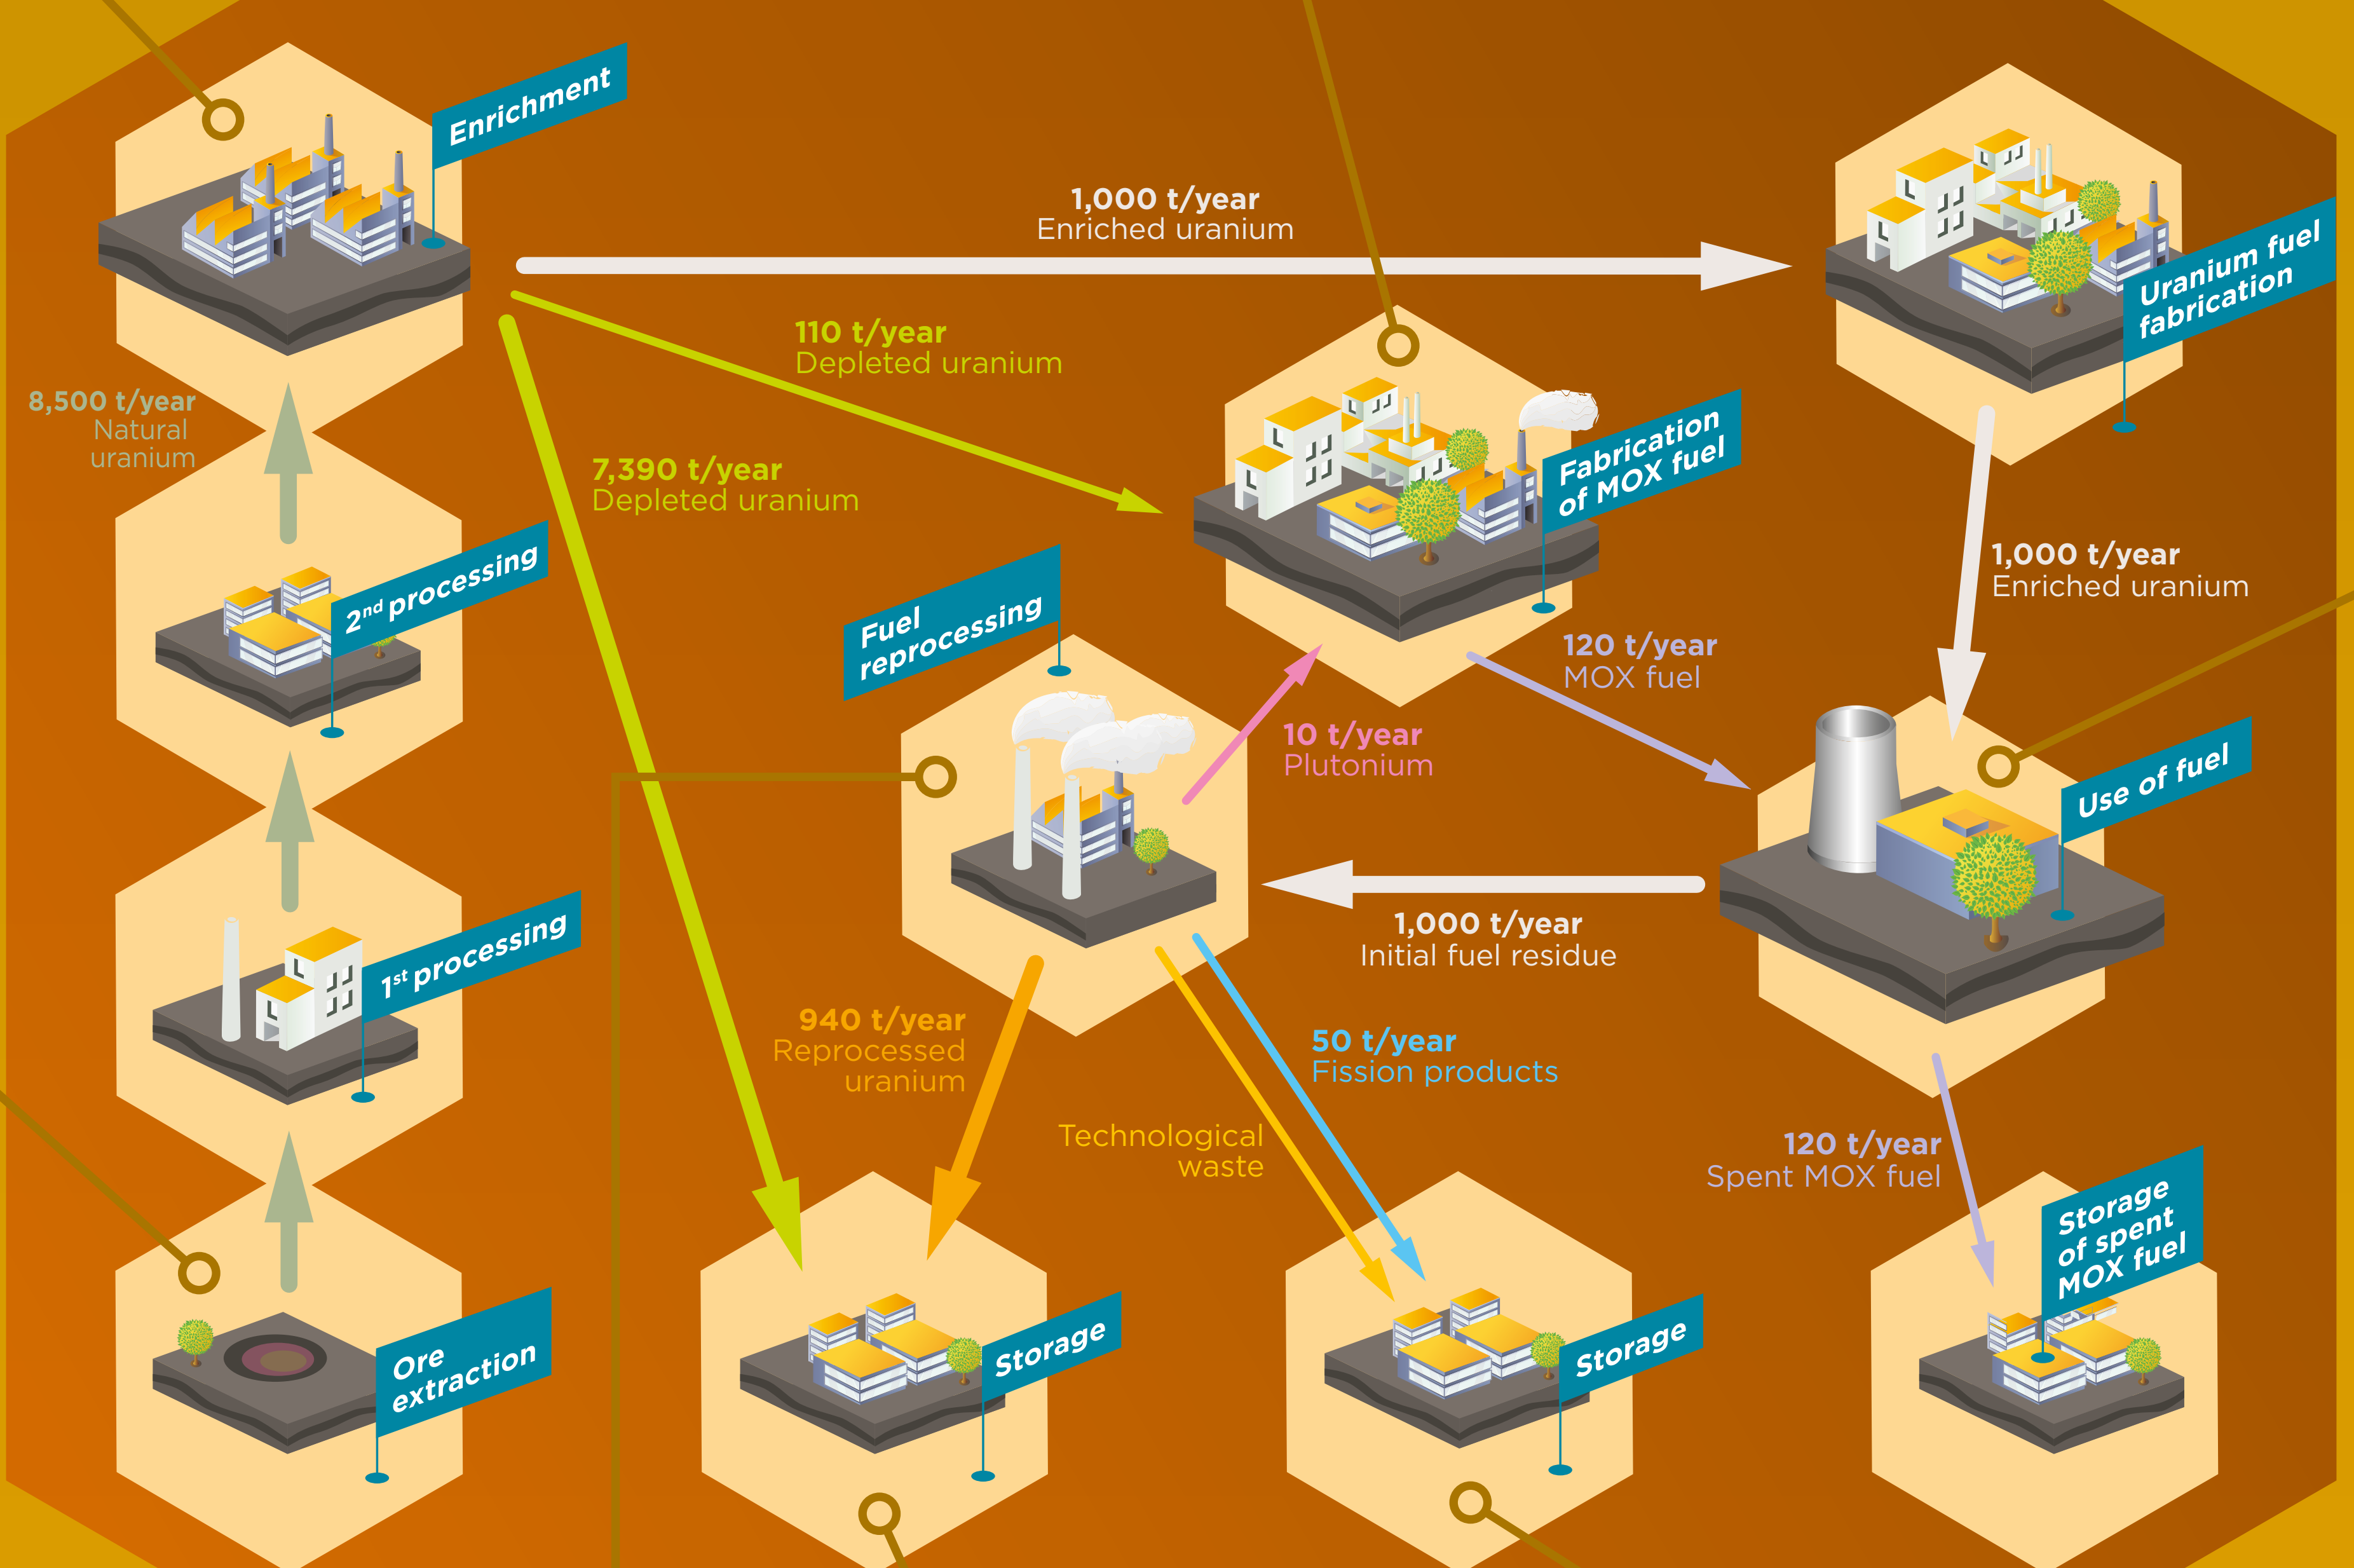 Enrichment
1,000 t/year
Enriched uranium
Uranium fuel
fabrication
110 t/year
Depleted uranium
8,500 t/year
Natural
uranium
7,390 t/year
Depleted uranium
Fabrication
of MOX fuel
2nd processing
Fuel
reprocessing
1,000 t/year
Enriched uranium
120 t/year
MOX fuel
10 t/year
Plutonium
Use of fuel
1st processing
1,000 t/year
Initial fuel residue
940 t/year
Reprocessed
uranium
50 t/year
Fission products
Technological
waste
120 t/year
Spent MOX fuel
Storage
of spent
MOX fuel
Ore
extraction
Storage
Storage